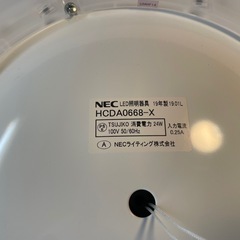 NEC LED照明器具 19年製 19.01L
HCDA0668-X
TSUJIKO 消費電力 24W 入力電流
100V 50/60Hz 0.25A
A NECライティング株式会社